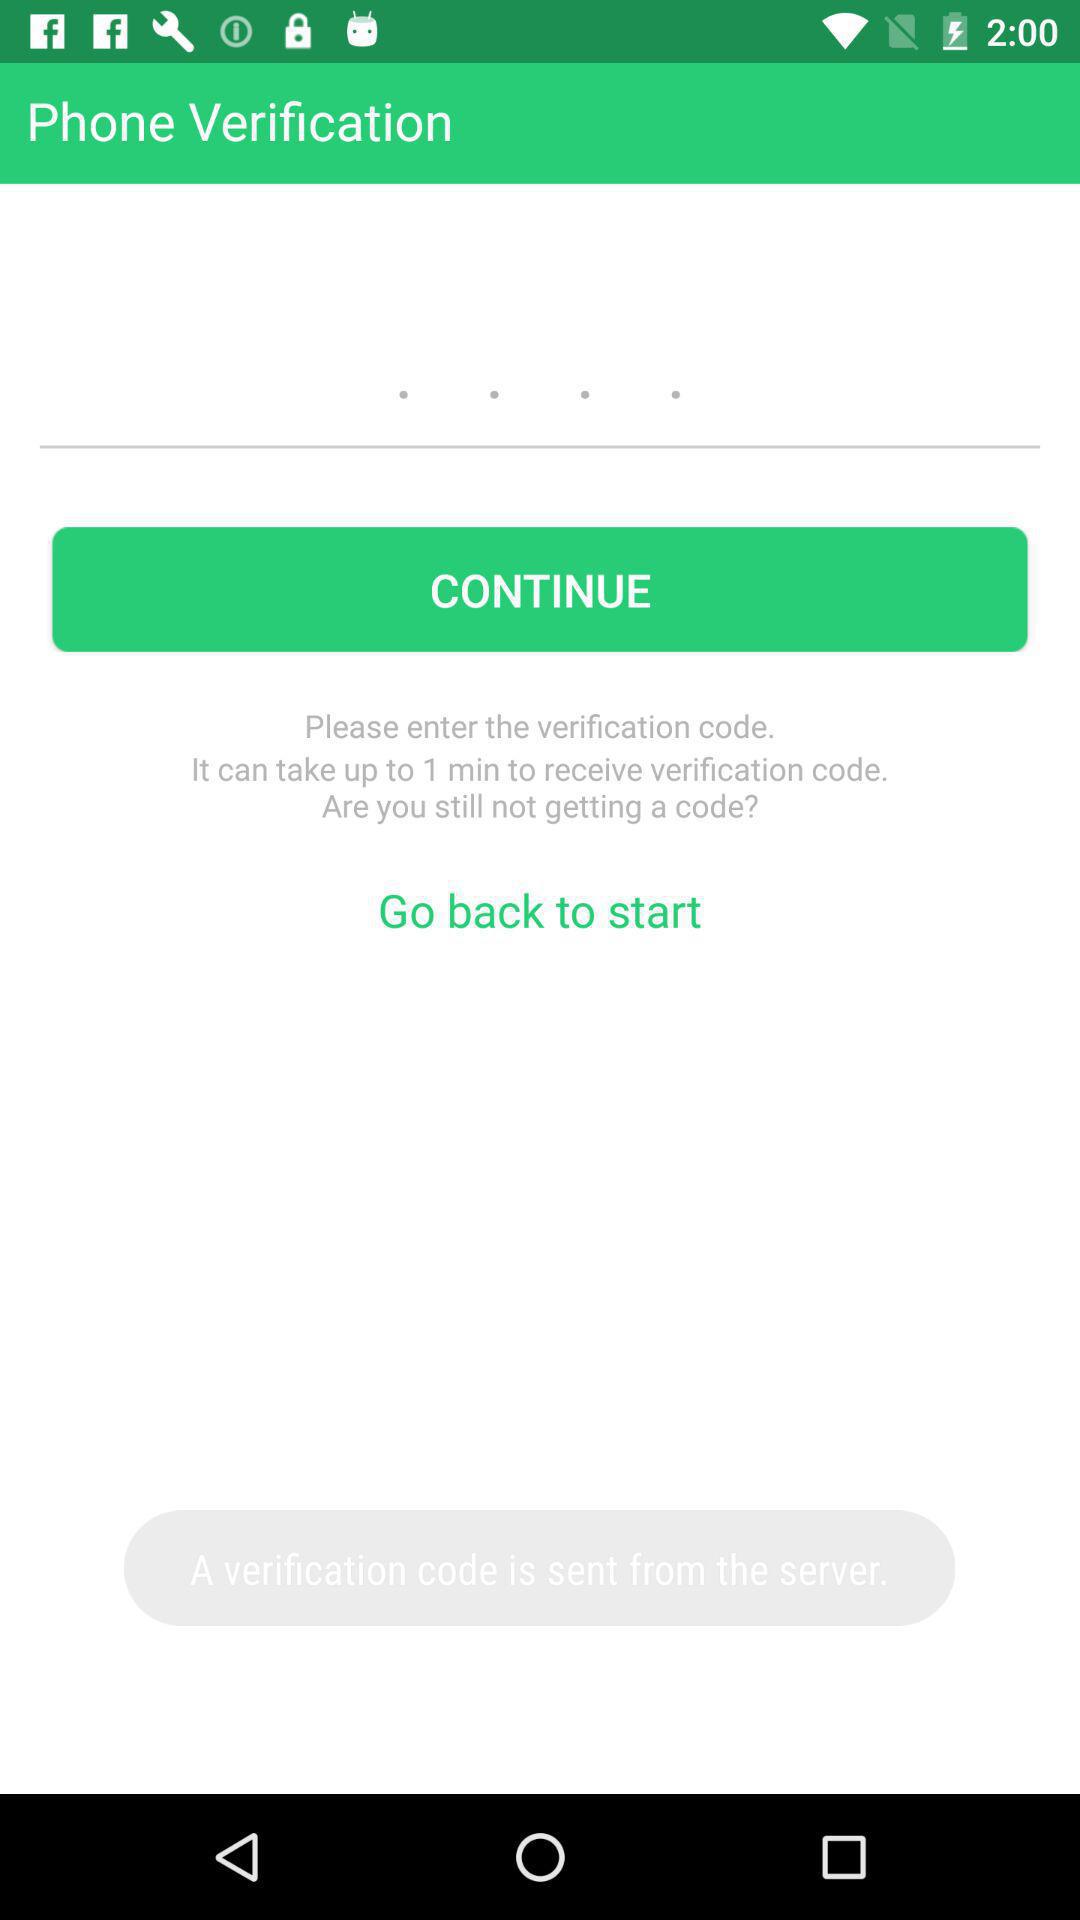 2:00
Phone Verification
. . . .
CONTINUE
Please enter the verification code.
It can take up to 1 min to receive verification code.
Are you still not getting a code?
Go back to start
A verification code is sent from the server.